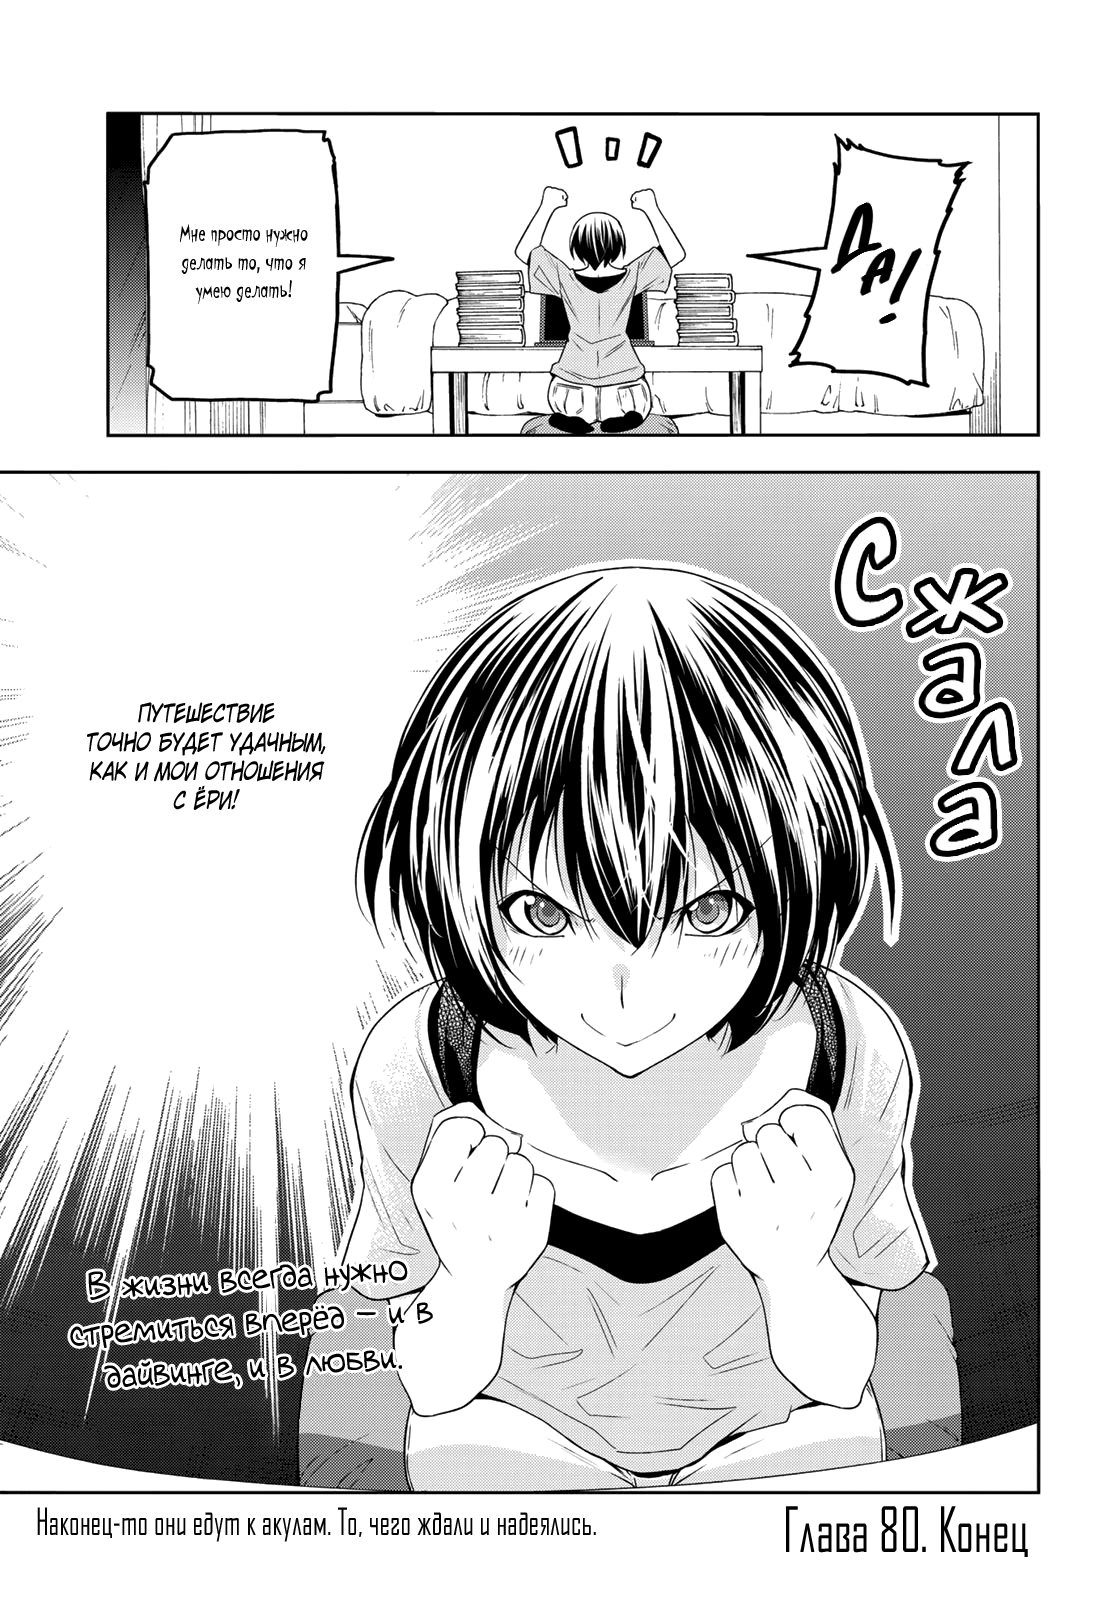 ДА!
Мне просто нужно
делать то, что я
умею делать!
Сжала
ПУТЕШЕСТВИЕ
ТОЧНО БУДЕТ УДАЧНЫМ,
КАК И МОИ ОТНОШЕНИЯ
С ЁРИ!
В жизни всегда нужно
стремиться вперёд – и в
дайвинге, и в любви.
Наконец-то они едут к акулам. То, чего ждали и надеялись.
Глава 80. Конец